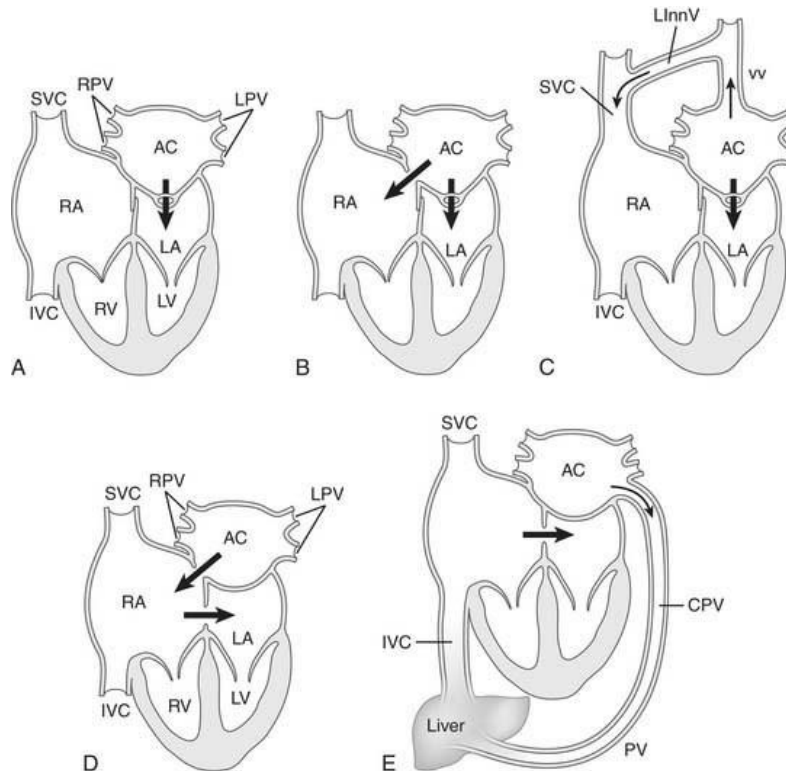 RPV
SVC
LPV
AC
RA
LA
RV
LV
IVC
A
AC
RA
LA
B
LInnV
SVC
vv
AC
RA
LA
IVC
C
RPV
SVC
LPV
AC
RA
LA
IVC
RV
LV
D
SVC
AC
CPV
IVC
Liver
PV
E